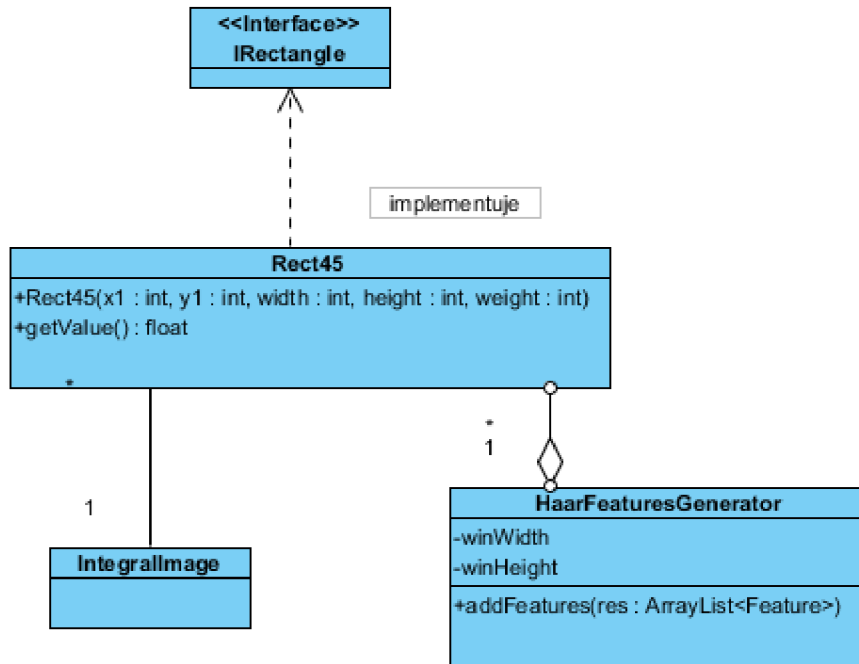 <<Interface>>
IRectangle
implementuje
Rect45
+Rect45(x1 : int, y1 : int, width : int, height : int, weight : int)
+getValue() : float
*
*
1
1
IntegralImage
HaarFeaturesGenerator
-winWidth
-winHeight
+addFeatures(res : ArrayList<Feature>)